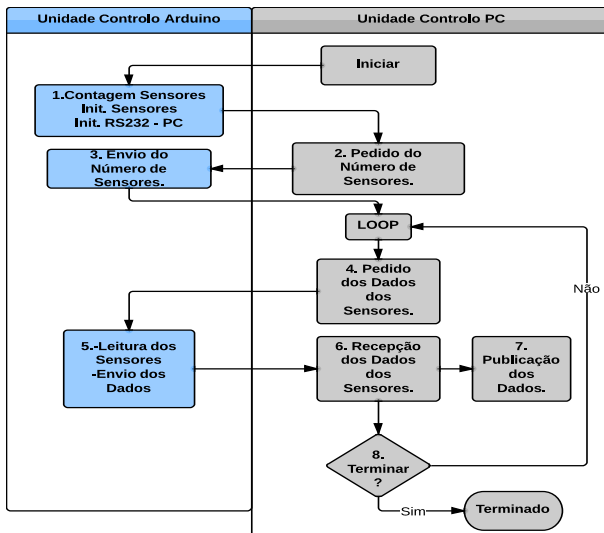 Unidade Controlo Arduino
Unidade Controlo PC
Iniciar
1.Contagem Sensores
Init. Sensores
Init. RS232 - PC
2. Pedido do
Número de
Sensores.
3. Envio do
Número de
Sensores.
LOOP
4. Pedido
dos Dados
dos
Sensores.
Não
5.-Leitura dos
Sensores
-Envio dos
Dados
6. Recepção
dos Dados
dos
Sensores.
7.
Publicação
dos
Dados.
8.
Terminar
?
Sim
Terminado